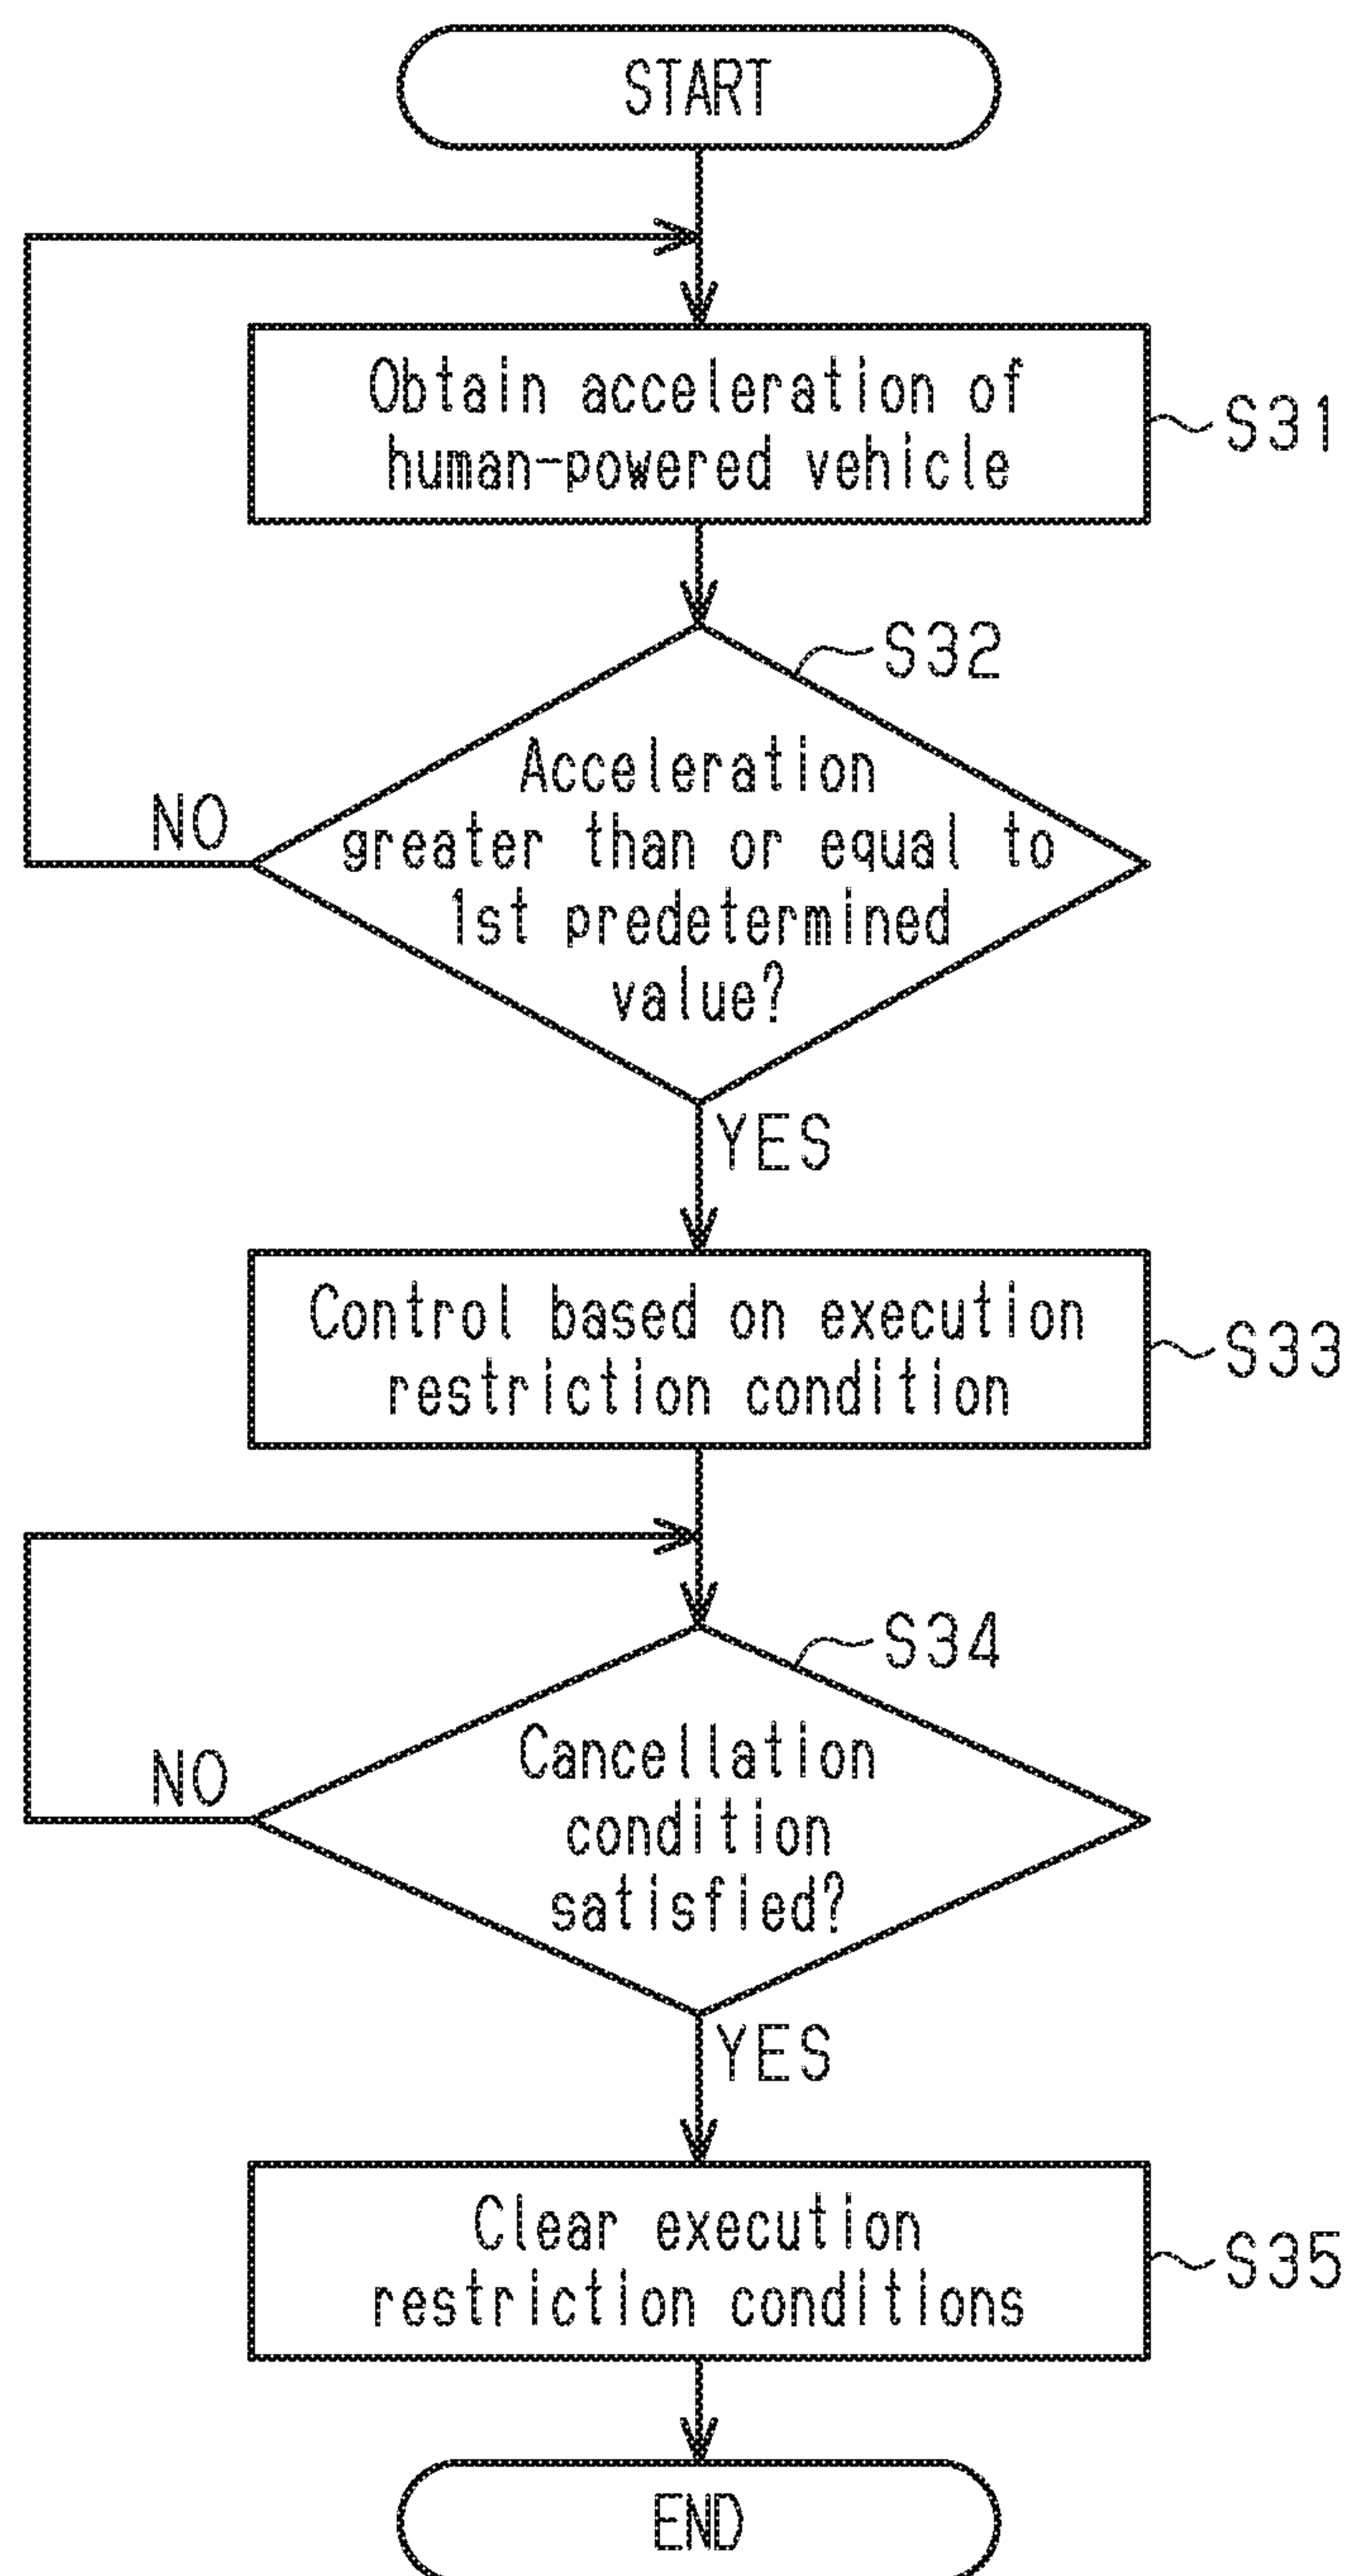 START
Obtain acceleration of
human-powered vehicle
S31
S32
Acceleration
greater than or equal to
1st predetermined
value?
NO
YES
Control based on execution
restriction condition
S33
S34
Cancellation
condition
satisfied?
NO
YES
Clear execution
restriction conditions
S35
END